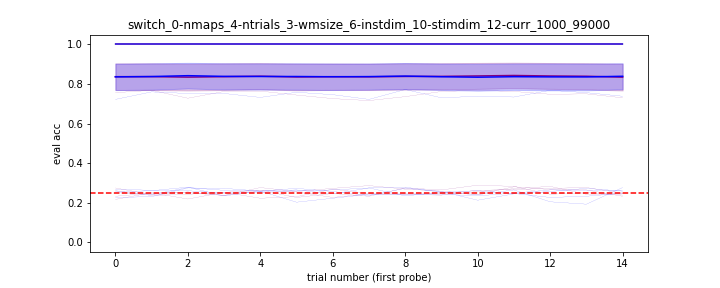 switch_0-nmaps_4-ntrials_3-wmsize_6-instdim_10-stimdim_12-curr_1000_99000
1.0
0.8
0.6
0.4
0.2
0.0
eval acc
0 2 4 6 8 10 12 14
trial number (first probe)